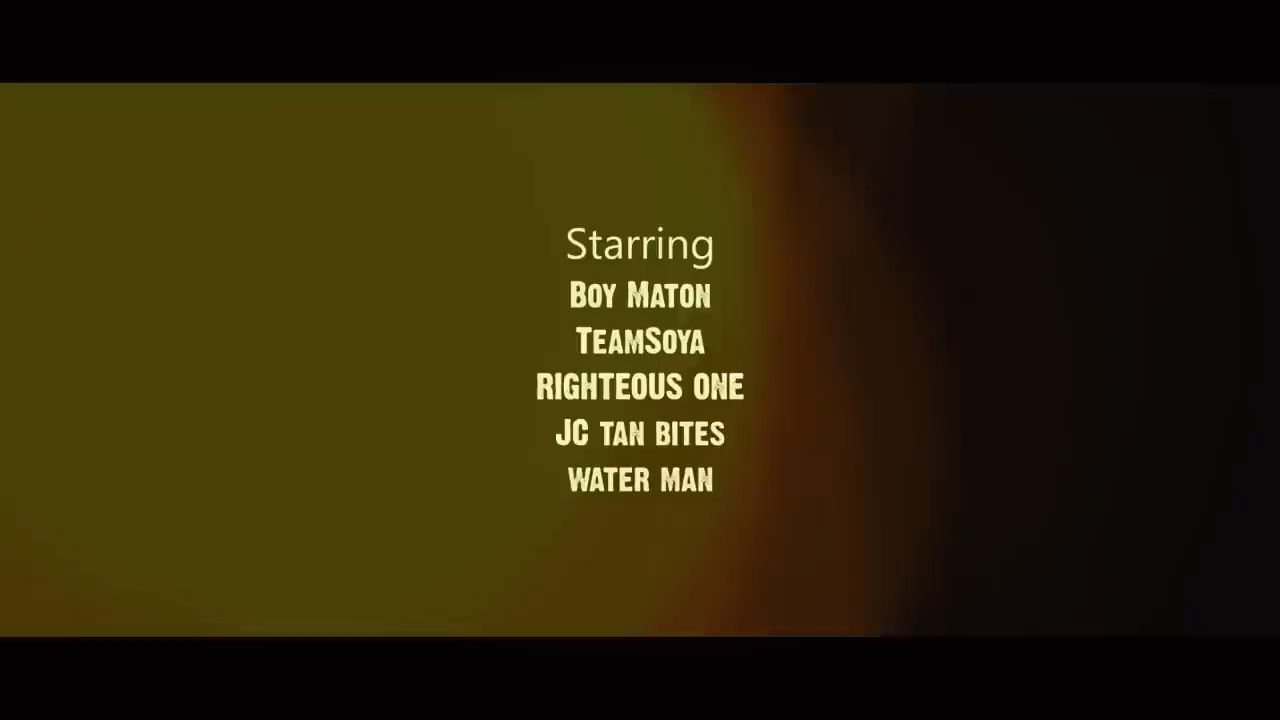 Starring
Boy Maton
TeamSoya
RIGHTEOUS ONE
JC TAN BITES
WATER MAN